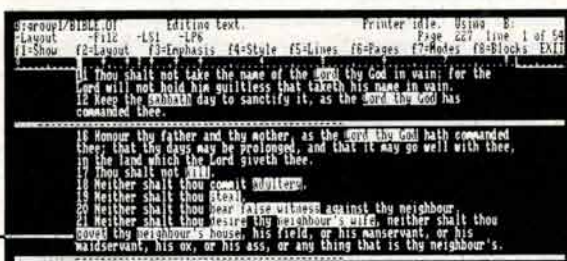 B:group1/BIBLE.OT Editing text. Printer idle. Using B:
-Layout -Pi12 -LS1 -LP6 Page 227 line 1 of 54
f1=Show f2=Layout f3=Emphasis f4=Style f5=Lines f6=Pages f7=Modes f8=Blocks EXIT
11 Thou shalt not take the name of the Lord thy God in vain: for the
Lord will not hold him guiltless that taketh his name in vain.
12 Keep the sabbath day to sanctify it, as the Lord thy God has
commanded thee.
16 Honour thy father and thy mother, as the Lord thy God hath commanded
thee; that thy days may be prolonged, and that it may go well with thee,
in the land which the Lord giveth thee.
17 Thou shalt not kill.
18 Neither shalt thou commit adultery.
19 Neither shalt thou steal.
20 Neither shalt thou bear false witness against thy neighbour.
21 Neither shalt thou desire thy neighbour's wife, neither shalt thou
covet thy neighbour's house, his field, or his manservant, or his
maidservant, his ox, or his ass, or any thing that is thy neighbour's.